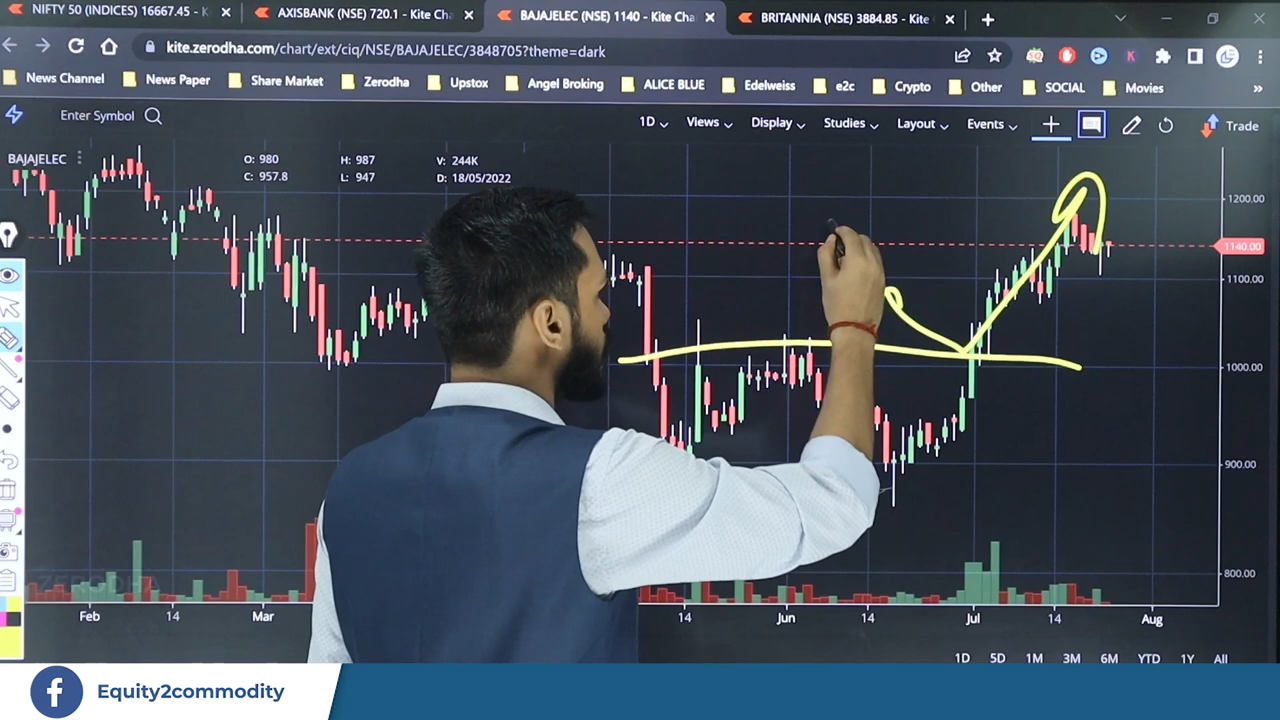 NIFTY 50 (INDICES) 16667.45 - K
AXISBANK (NSE) 720.1 - Kite Cha
BAJAJELEC (NSE) 1140 - Kite Cha
BRITANNIA (NSE) 3884.85 - Kite
kite.zerodha.com/chart/ext/ciq/NSE/BAJAJELEC/3848705?theme=dark
News Channel News Paper Share Market Zerodha Upstox Angel Broking ALICE BLUE Edelweiss e2c Crypto Other SOCIAL Movies »
Enter Symbol 1D Views Display Studies Layout Events Trade
BAJAJELEC O: 980 H: 987 V: 244K
C: 957.8 L: 947 D: 18/05/2022
1200.00
1140.00
1100.00
1000.00
900.00
800.00
Feb 14 Mar 14 Jun 14 Jul 14 Aug
1D 5D 1M 3M 6M YTD 1Y All
Equity2commodity